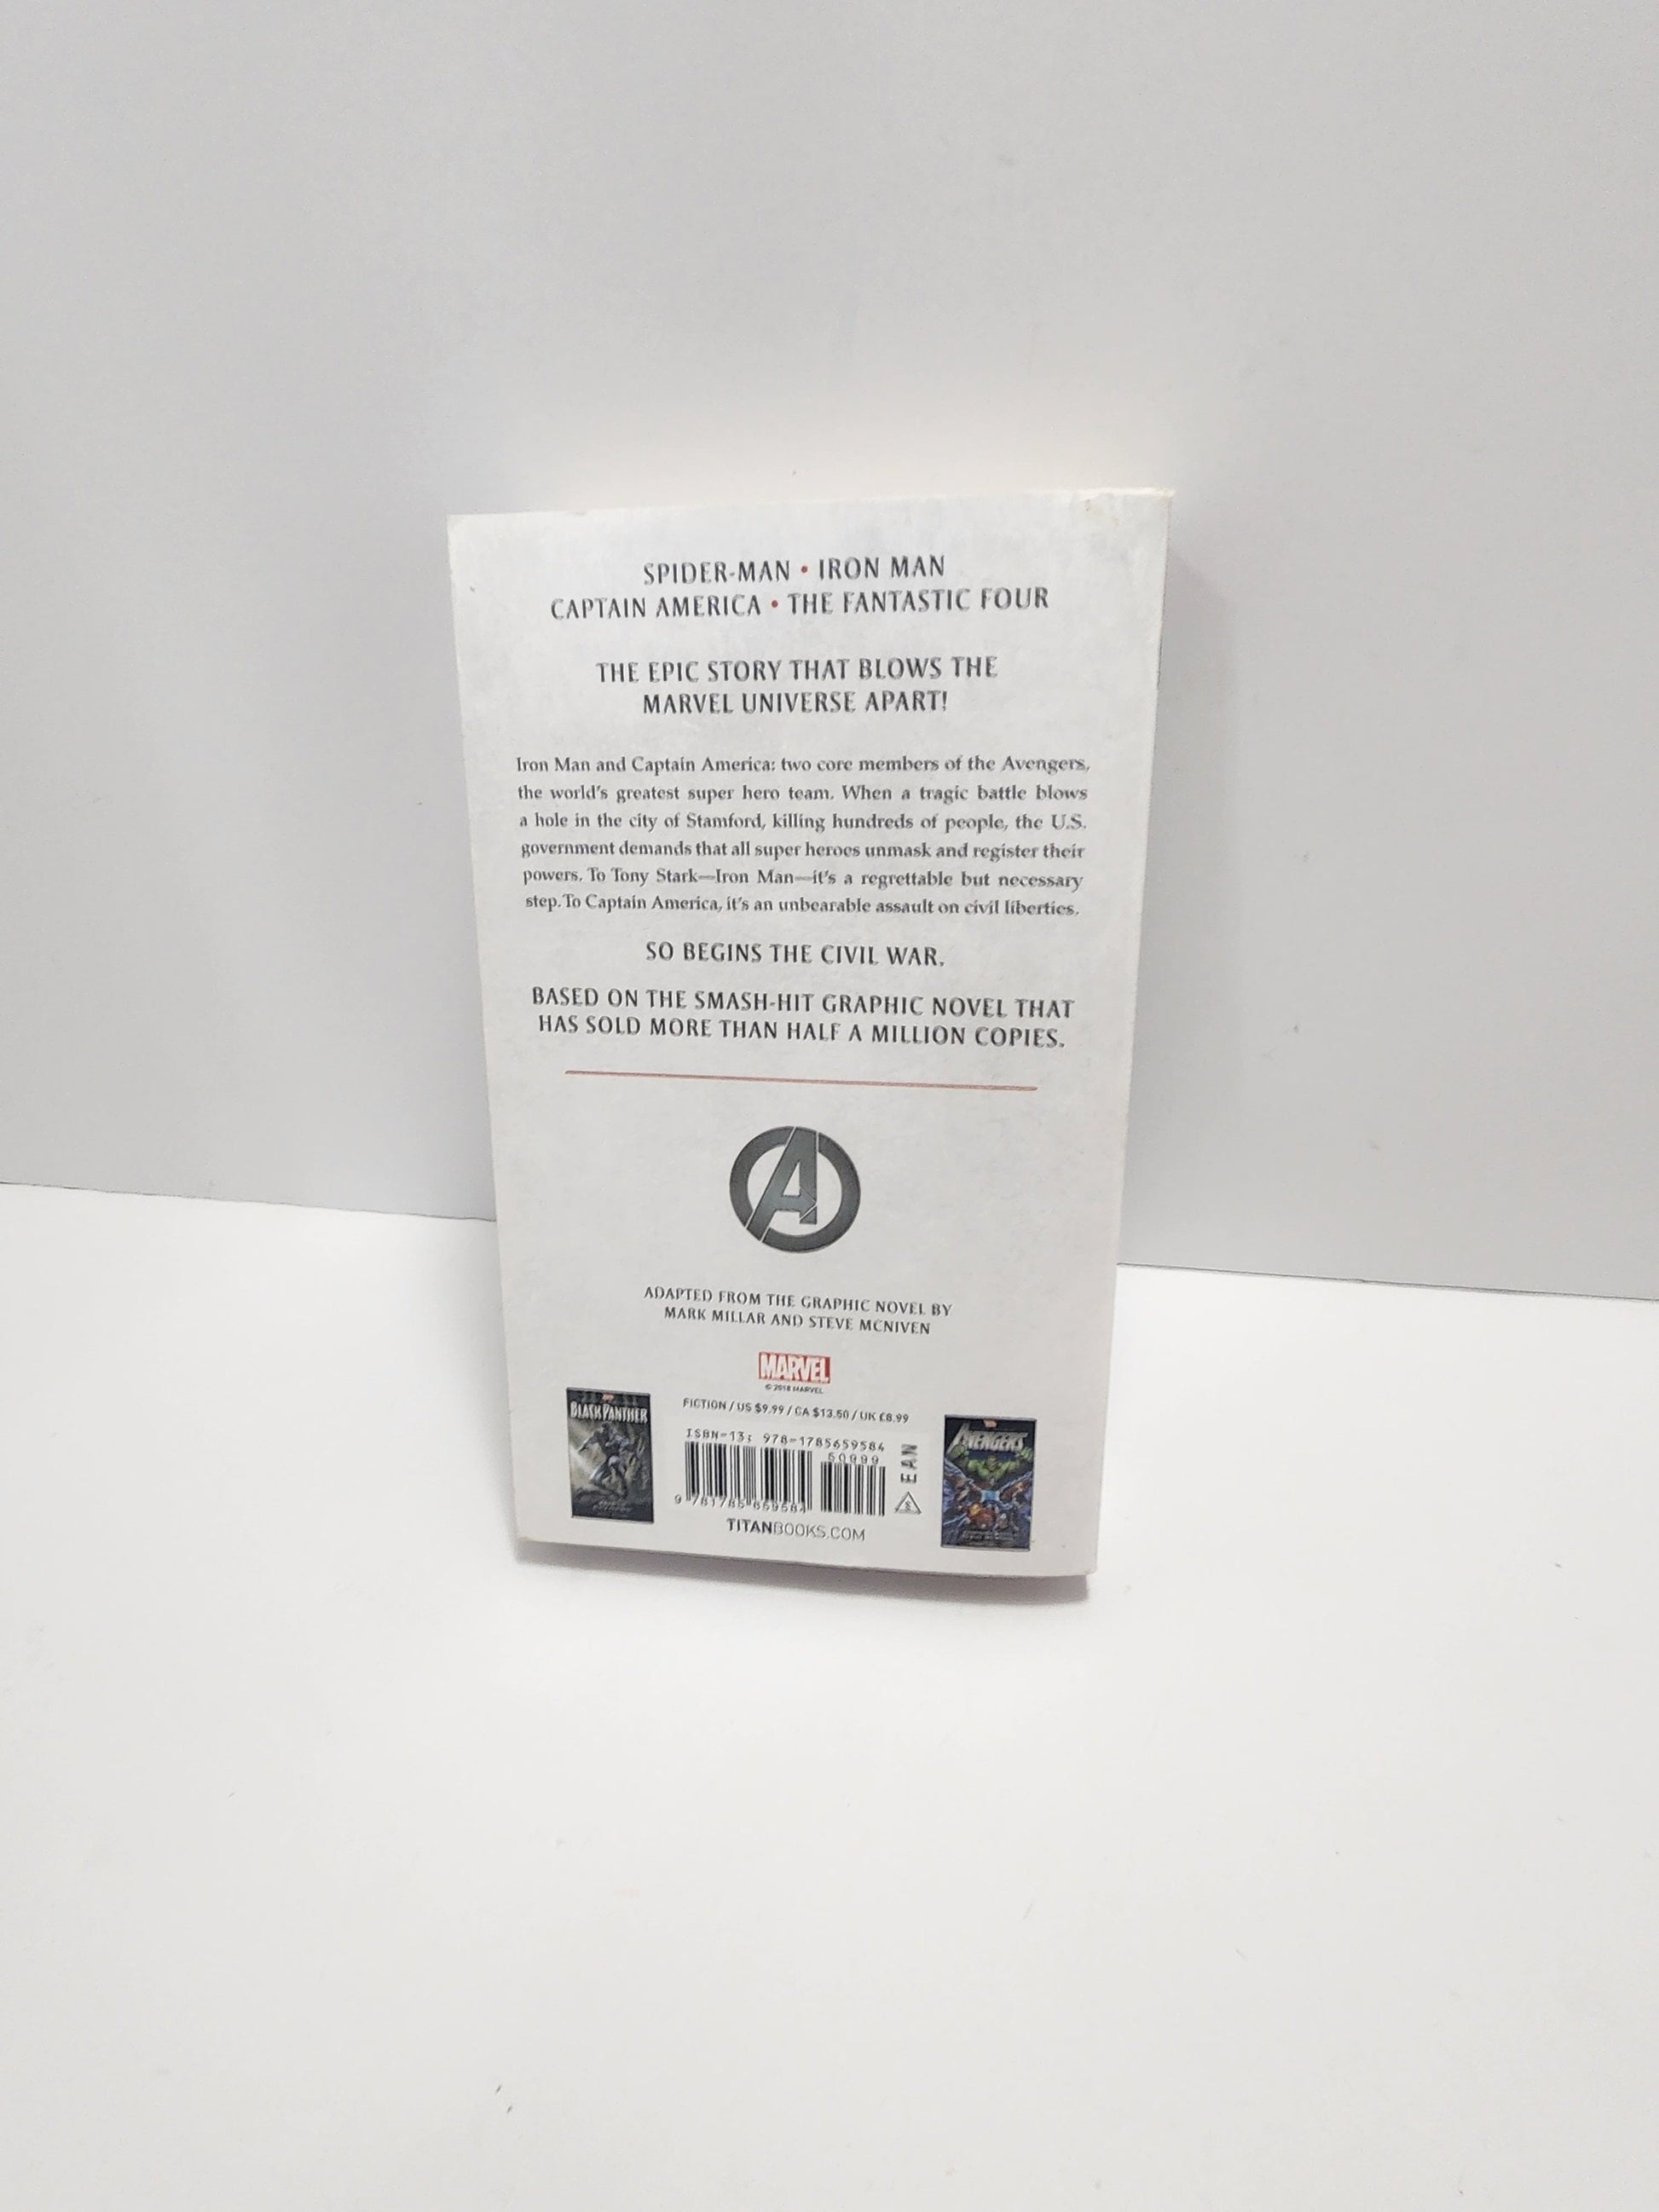 SPIDER-MAN • IRON MAN
CAPTAIN AMERICA • THE FANTASTIC FOUR
THE EPIC STORY THAT BLOWS THE
MARVEL UNIVERSE APART!
Iron Man and Captain America: two core members of the Avengers,
the world's greatest super hero team. When a tragic battle blows
a hole in the city of Stamford, killing hundreds of people, the U.S.
government demands that all super heroes unmask and register their
powers. To Tony Stark—Iron Man—it's a regrettable but necessary
step. To Captain America, it's an unbearable assault on civil liberties.
SO BEGINS THE CIVIL WAR.
BASED ON THE SMASH-HIT GRAPHIC NOVEL THAT
HAS SOLD MORE THAN HALF A MILLION COPIES.
A
ADAPTED FROM THE GRAPHIC NOVEL BY
MARK MILLAR AND STEVE MCNIVEN
MARVEL
© 2018 MARVEL
FICTION / US $9.99 / CA $13.50 / UK £8.99
BLACK PANTHER
ISBN-13: 978-1785659584
50999
EAN
9 781785 659584
S
AVENGERS
TITANBOOKS.COM